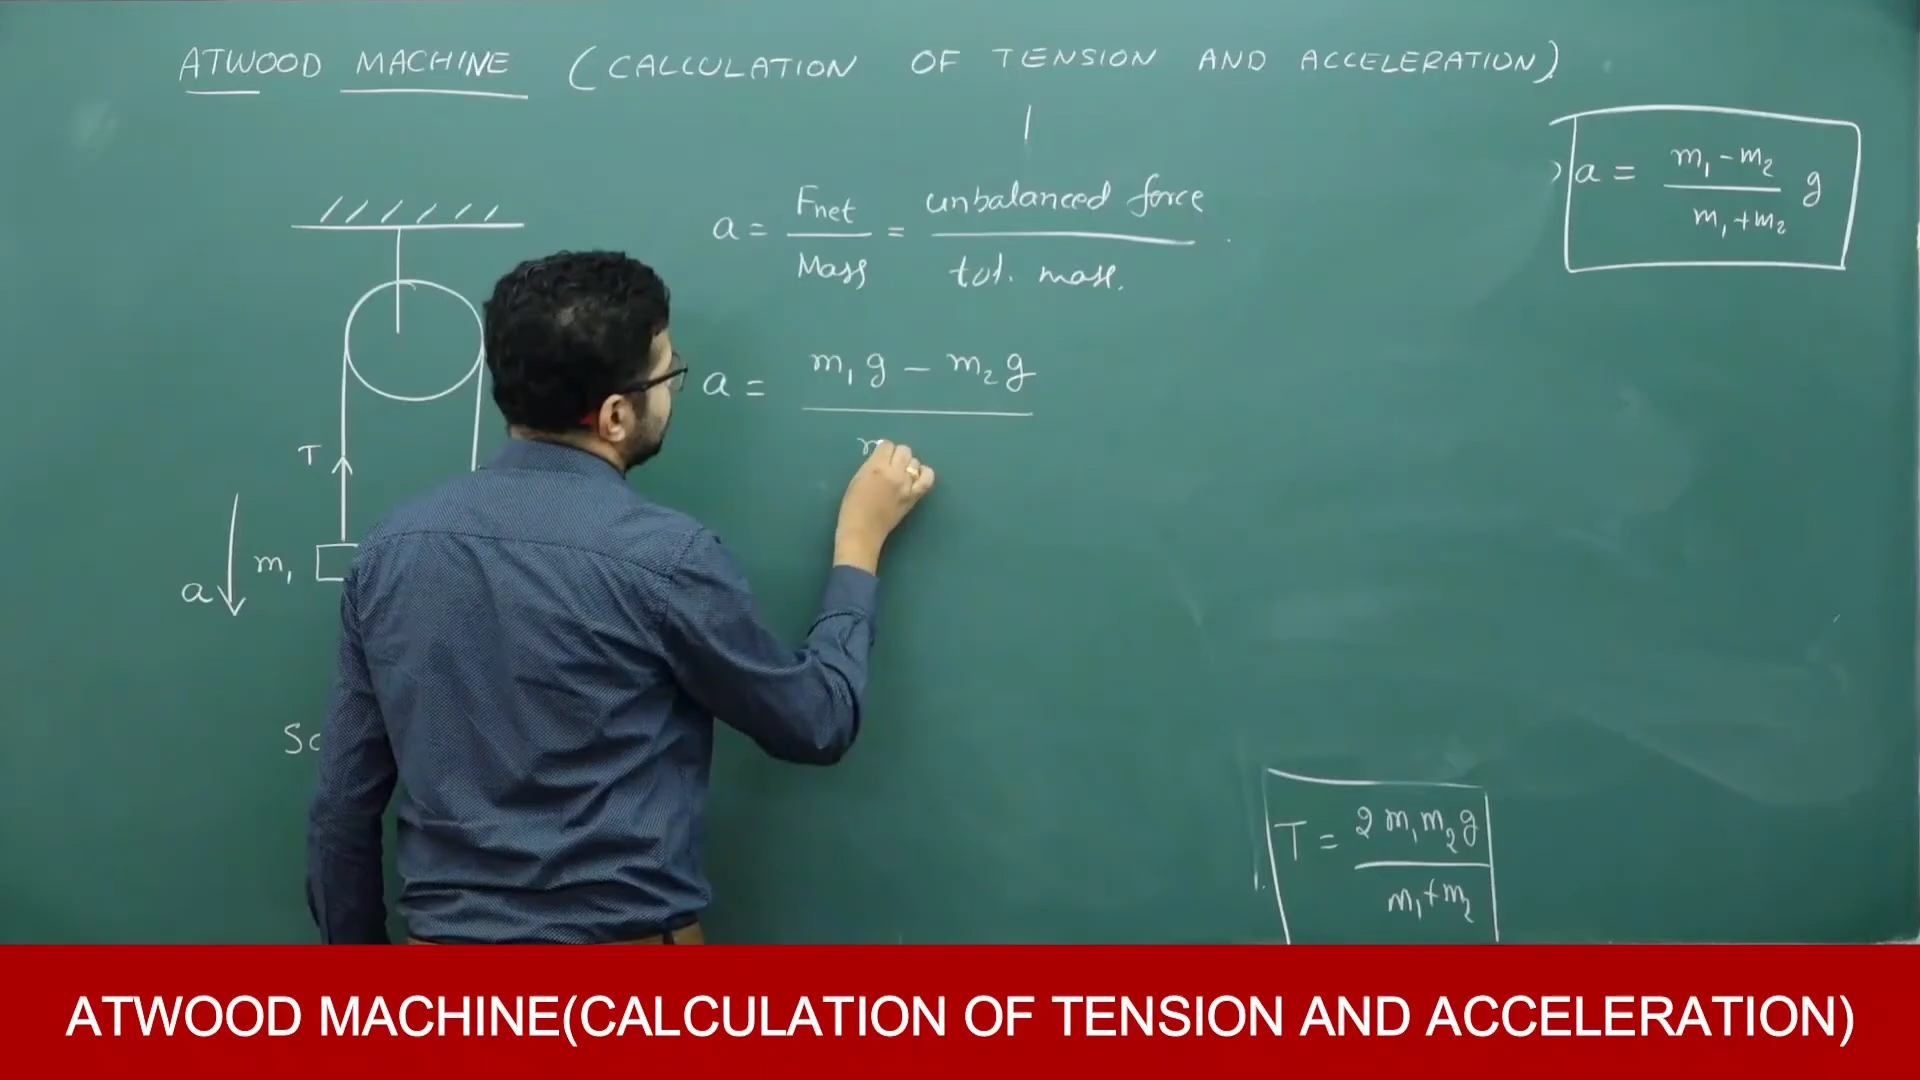 ATWOOD MACHINE (CALCULATION OF TENSION AND ACCELERATION)
a = Fnet / Mass = unbalanced force / tot. mass.
a = m₁ - m₂ / m₁ + m₂ g
a = m₁g - m₂g
T
m₁
a
T = 2m₁m₂g / m₁ + m₂
ATWOOD MACHINE(CALCULATION OF TENSION AND ACCELERATION)